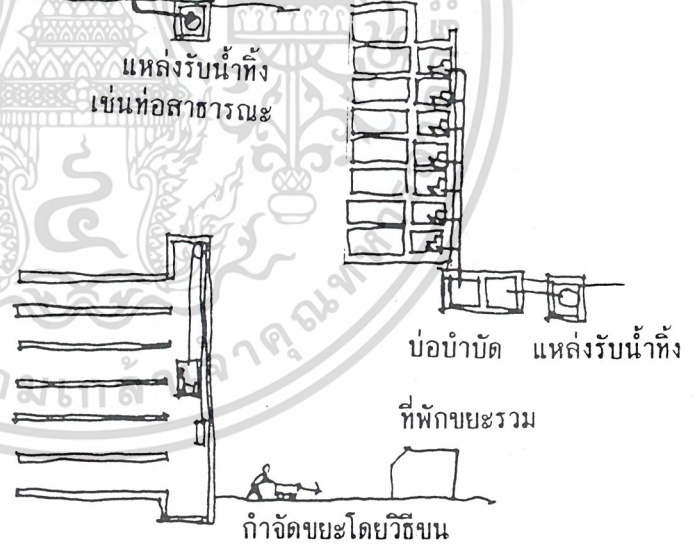 แหล่งรับน้ำทิ้ง
เช่นท่อสาธารณะ
บ่อบำบัด แหล่งรับน้ำทิ้ง
ที่พักขยะรวม
กำจัดขยะโดยวิธีขน